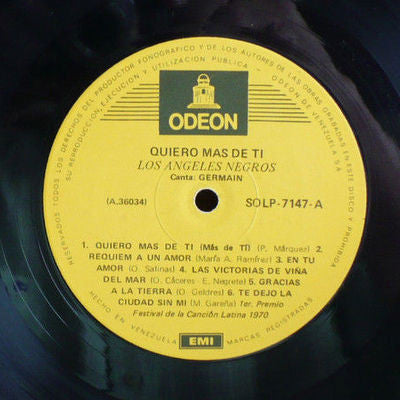 RESERVADOS TODOS LOS DERECHOS DEL PRODUCTOR FONOGRAFICO Y DE LOS AUTORES DE LAS OBRAS GRABADAS EN ESTE DISCO Y PROHIBIDA
SU REPRODUCCION, EJECUCION Y UTILIZACION PUBLICA - ODEON DE VENEZUELA S A
ODEON
QUIERO MAS DE TI
LOS ANGELES NEGROS
Canta: GERMAIN
(A.36034)
SOLP-7147-A
1. QUIERO MAS DE TI (Más de TI) (P. Márquez) 2.
REQUIEM A UN AMOR (María A. Ramfrez) 3. EN TU
AMOR (O. Salinas) 4. LAS VICTORIAS DE VIÑA
DEL MAR (O. Cáceres - E. Negrete) 5. GRACIAS
A LA TIERRA (O. Geldres) 6. TE DEJO LA
CIUDAD SIN MI (M. Gareña) 1er. Premio
Festival de la Canción Latina 1970
HECHO EN VENEZUELA
EMI
MARCAS REGISTRADAS